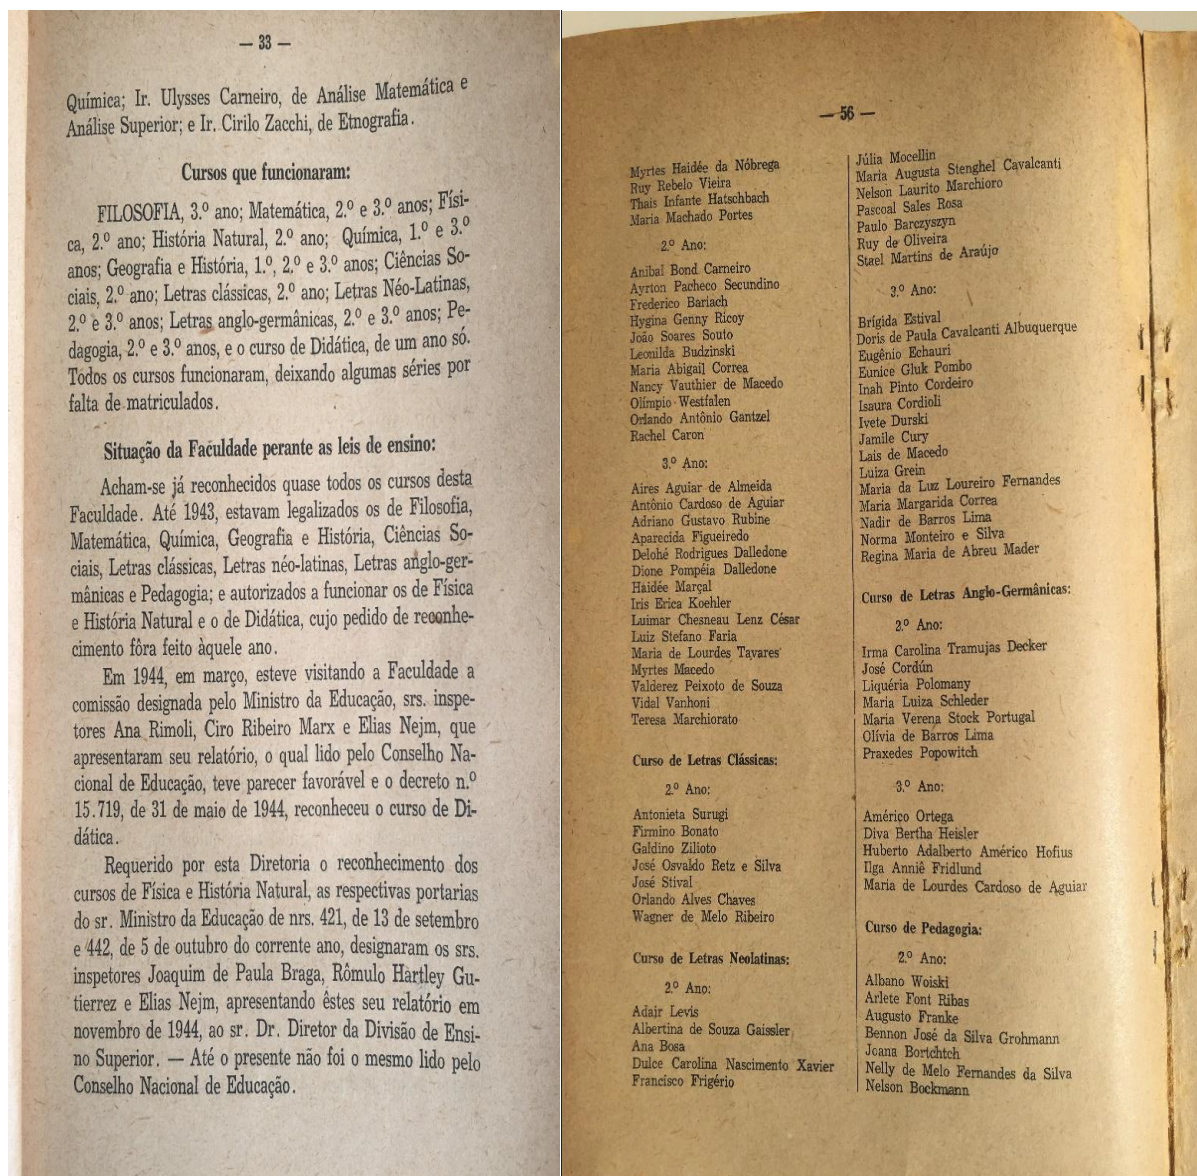 — 33 —
Química; Ir. Ulysses Carneiro, de Análise Matemática e
Análise Superior; e Ir. Cirilo Zacchi, de Etnografia.
Cursos que funcionaram:
FILOSOFIA, 3.º ano; Matemática, 2.º e 3.º anos; Físi-
ca, 2.º ano; História Natural, 2.º ano; Química, 1.º e 3.º
anos; Geografia e História, 1.º, 2.º e 3.º anos; Ciências So-
ciais, 2.º ano; Letras clássicas, 2.º ano; Letras Néo-Latinas,
2.º e 3.º anos; Letras anglo-germânicas, 2.º e 3.º anos; Pe-
dagogia, 2.º e 3.º anos, e o curso de Didática, de um ano só.
Todos os cursos funcionaram, deixando algumas séries por
falta de matriculados.
Situação da Faculdade perante as leis de ensino:
Acham-se já reconhecidos quase todos os cursos desta
Faculdade. Até 1943, estavam legalizados os de Filosofia,
Matemática, Química, Geografia e História, Ciências So-
ciais, Letras clássicas, Letras néo-latinas, Letras anglo-ger-
mânicas e Pedagogia; e autorizados a funcionar os de Física
e História Natural e o de Didática, cujo pedido de reconhe-
cimento fôra feito àquele ano.
Em 1944, em março, esteve visitando a Faculdade a
comissão designada pelo Ministro da Educação, srs. inspe-
tores Ana Rimoli, Ciro Ribeiro Marx e Elias Nejm, que
apresentaram seu relatório, o qual lido pelo Conselho Na-
cional de Educação, teve parecer favorável e o decreto n.º
15.719, de 31 de maio de 1944, reconheceu o curso de Di-
dática.
Requerido por esta Diretoria o reconhecimento dos
cursos de Física e História Natural, as respectivas portarias
do sr. Ministro da Educação de nrs. 421, de 13 de setembro
e 442, de 5 de outubro do corrente ano, designaram os srs.
inspetores Joaquim de Paula Braga, Rômulo Hartley Gu-
tierrez e Elias Nejm, apresentando êstes seu relatório em
novembro de 1944, ao sr. Dr. Diretor da Divisão de Ensi-
no Superior. — Até o presente não foi o mesmo lido pelo
Conselho Nacional de Educação.
— 56 —
Myrtes Haidée da Nóbrega
Ruy Rebelo Vieira
Thais Infante Hatschbach
Maria Machado Portes
2.º Ano:
Anibal Bond Carneiro
Ayrton Pacheco Secundino
Frederico Bariach
Hygina Genny Ricoy
João Soares Souto
Leonilda Budzinski
Maria Abigail Correa
Nancy Vauthier de Macedo
Olímpio Westfalen
Orlando Antônio Gantzel
Rachel Caron
3.º Ano:
Aires Aguiar de Almeida
Antônio Cardoso de Aguiar
Adriano Gustavo Rubine
Aparecida Figueiredo
Delohé Rodrigues Dalledone
Dione Pompéia Dalledone
Haidée Marçal
Iris Erica Koehler
Luimar Chesneau Lenz César
Luiz Stefano Faria
Maria de Lourdes Tavares
Myrtes Macedo
Valderez Peixoto de Souza
Vidal Vanhoni
Teresa Marchiorato
Curso de Letras Clássicas:
2.º Ano:
Antonieta Surugi
Firmino Bonato
Galdino Zilioto
José Osvaldo Retz e Silva
José Stival
Orlando Alves Chaves
Wagner de Melo Ribeiro
Curso de Letras Neolatinas:
2.º Ano:
Adair Levis
Albertina de Souza Gaissler
Ana Bosa
Dulce Carolina Nascimento Xavier
Francisco Frigério
Júlia Mocellin
Maria Augusta Stenghel Cavalcanti
Nelson Laurito Marchioro
Pascoal Sales Rosa
Paulo Barczyszyn
Ruy de Oliveira
Stael Martins de Araújo
3.º Ano:
Brígida Estival
Doris de Paula Cavalcanti Albuquerque
Eugênio Echauri
Eunice Gluk Pombo
Inah Pinto Cordeiro
Isaura Cordioli
Ivete Durski
Jamile Cury
Lais de Macedo
Luiza Grein
Maria da Luz Loureiro Fernandes
Maria Margarida Correa
Nadir de Barros Lima
Norma Monteiro e Silva
Regina Maria de Abreu Mader
Curso de Letras Anglo-Germânicas:
2.º Ano:
Irma Carolina Tramujas Decker
José Cordún
Liquéria Polomany
Maria Luiza Schleder
Maria Verena Stock Portugal
Olívia de Barros Lima
Praxedes Popowitch
3.º Ano:
Américo Ortega
Diva Bertha Heisler
Huberto Adalberto Américo Hofius
Ilga Annië Fridlund
Maria de Lourdes Cardoso de Aguiar
Curso de Pedagogia:
2.º Ano:
Albano Woiski
Arlete Font Ribas
Augusto Franke
Bennon José da Silva Grohmann
Joana Bortchtch
Nelly de Melo Fernandes da Silva
Nelson Bockmann